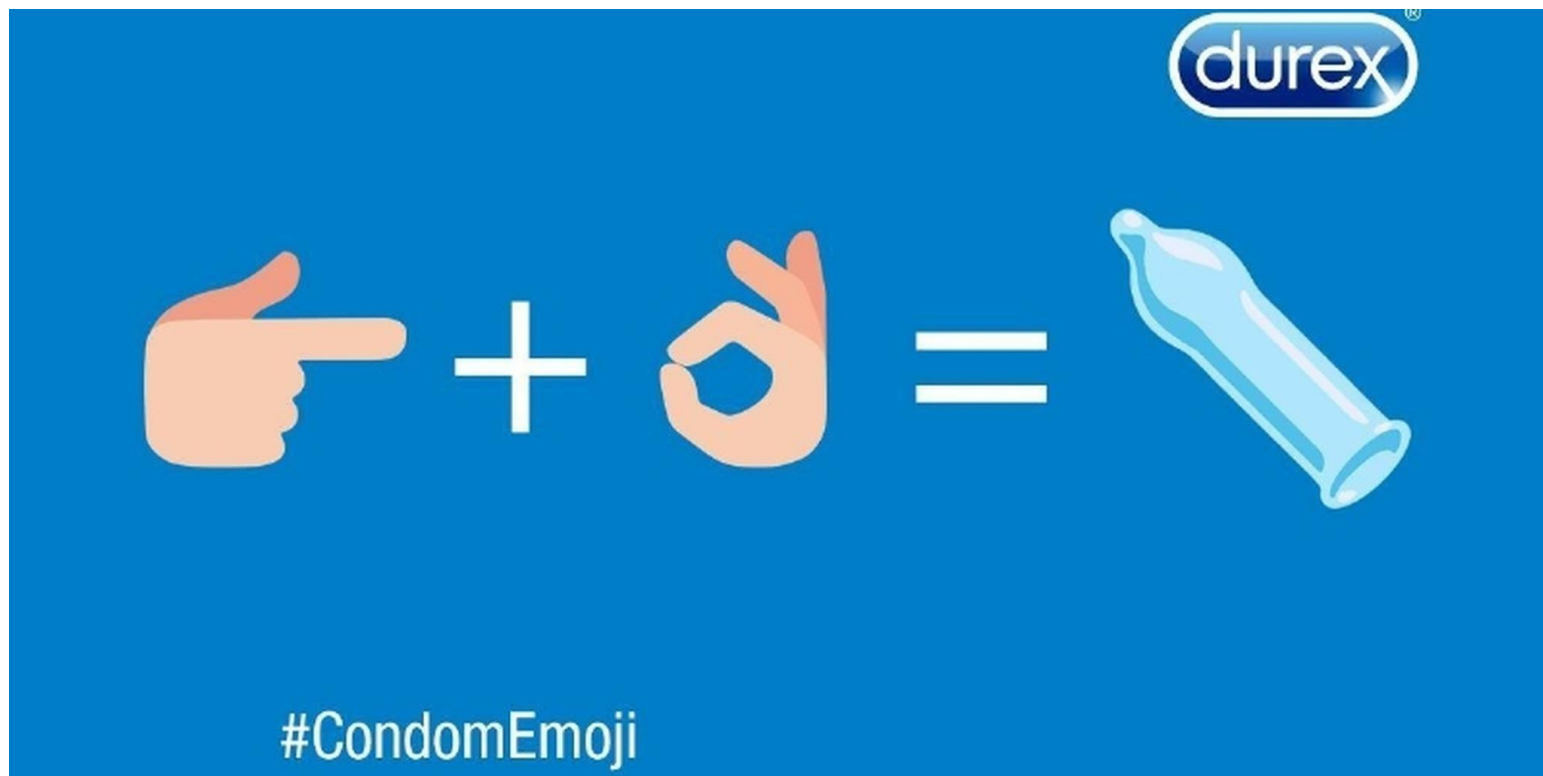 ®
durex
+
=
#CondomEmoji